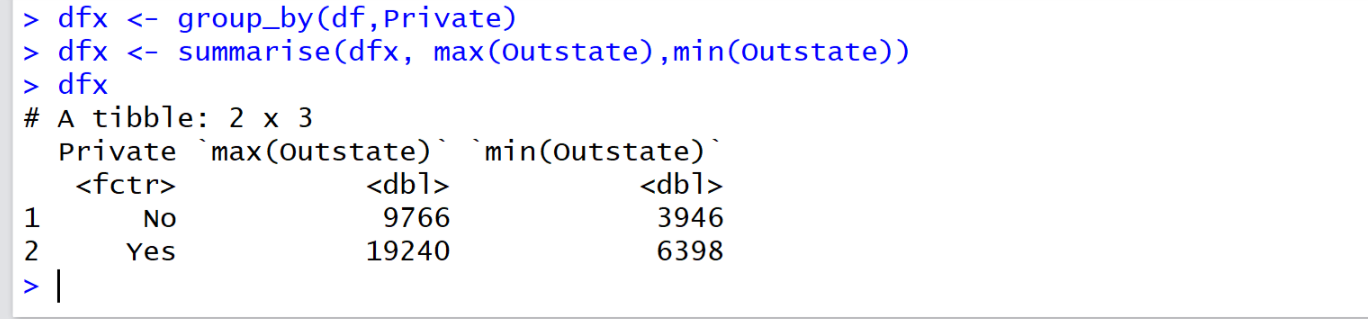 > dfx <- group_by(df,Private)
> dfx <- summarise(dfx, max(Outstate),min(Outstate))
> dfx
# A tibble: 2 x 3
  Private `max(Outstate)` `min(Outstate)`
   <fctr>           <dbl>           <dbl>
1      No            9766            3946
2     Yes           19240            6398
>